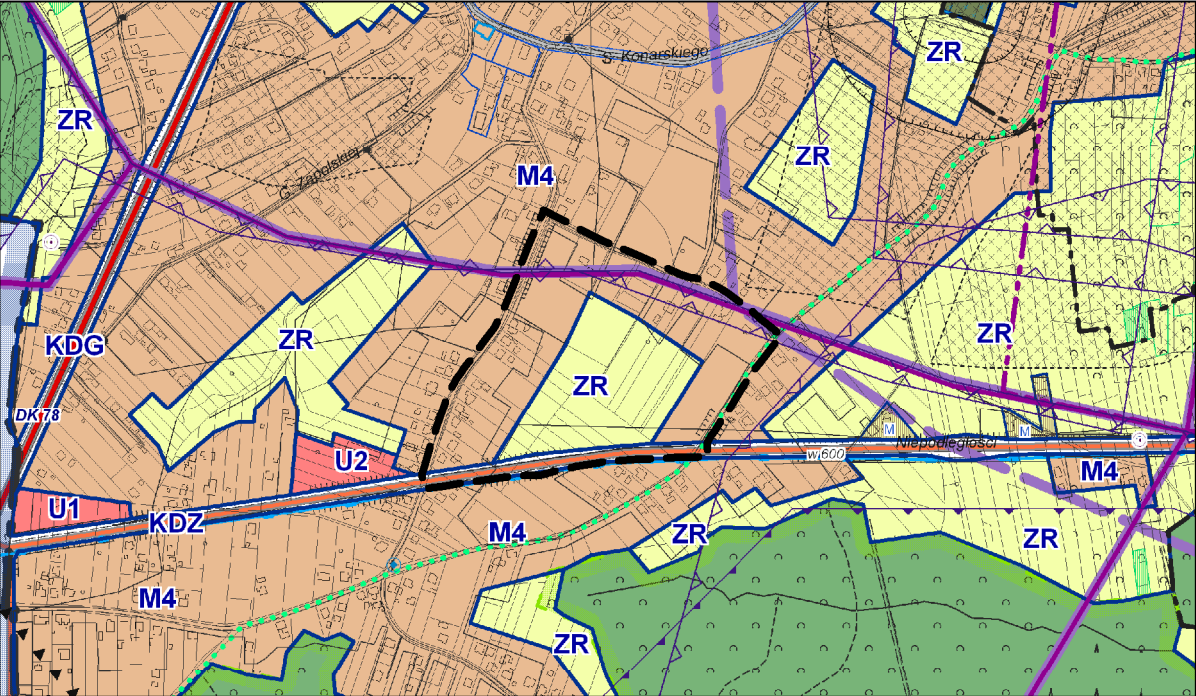 S. Konarskiego
ZR
ZR
ZR
G. Zapolskiej
M4
ZR
ZR
KDG
ZR
DK 78
M
M
Niepodległości
w 600
U2
M4
U1
KDZ
M4
ZR
ZR
M4
ZR